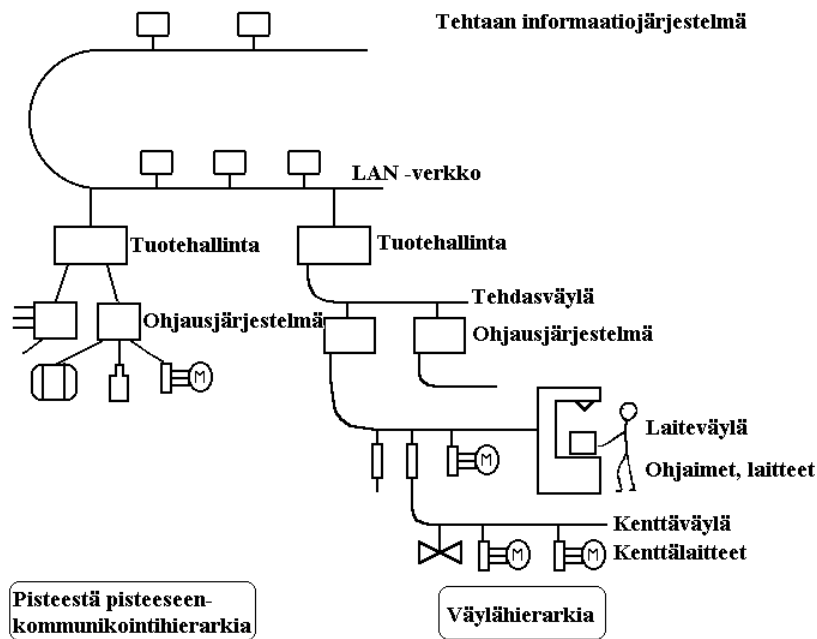 Tehtaan informaatiojärjestelmä
LAN -verkko
Tuotehallinta
Tuotehallinta
Tehdasväylä
Ohjausjärjestelmä
Ohjausjärjestelmä
M
Laiteväylä
M
Ohjaimet, laitteet
Kenttäväylä
M
M
Kenttälaitteet
Pisteestä pisteeseen-
kommunikointihierarkia
Väylähierarkia